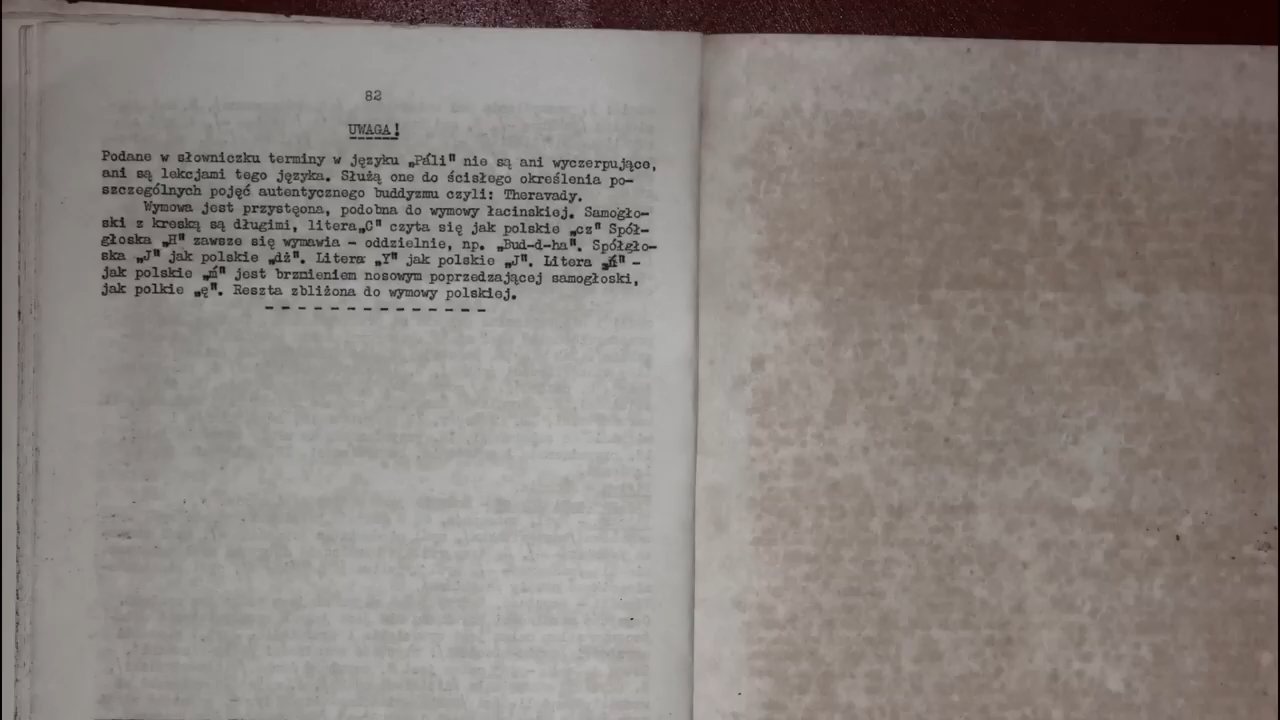 82
UWAGA!
Podane w słowniczku terminy w języku „Páli" nie są ani wyczerpujące,
ani są lekcjami tego języka. Służą one do ścisłego określenia po-
szczególnych pojęć autentycznego buddyzmu czyli: Theravady.
Wymowa jest przystęona, podobna do wymowy łacinskiej. Samogło-
ski z kreską są długimi, litera„C" czyta się jak polskie „cz" Spół-
głoska „H" zawsze się wymawia - oddzielnie, np. „Bud-d-ha". Spółgło-
ska „J" jak polskie „dż". Litera „Y" jak polskie „J". Litera „Ń" -
jak polskie „ń" jest brzmieniem nosowym poprzedzającej samogłoski,
jak polkie „ę". Reszta zbliżona do wymowy polskiej.
- - - - - - - - - - - - - -